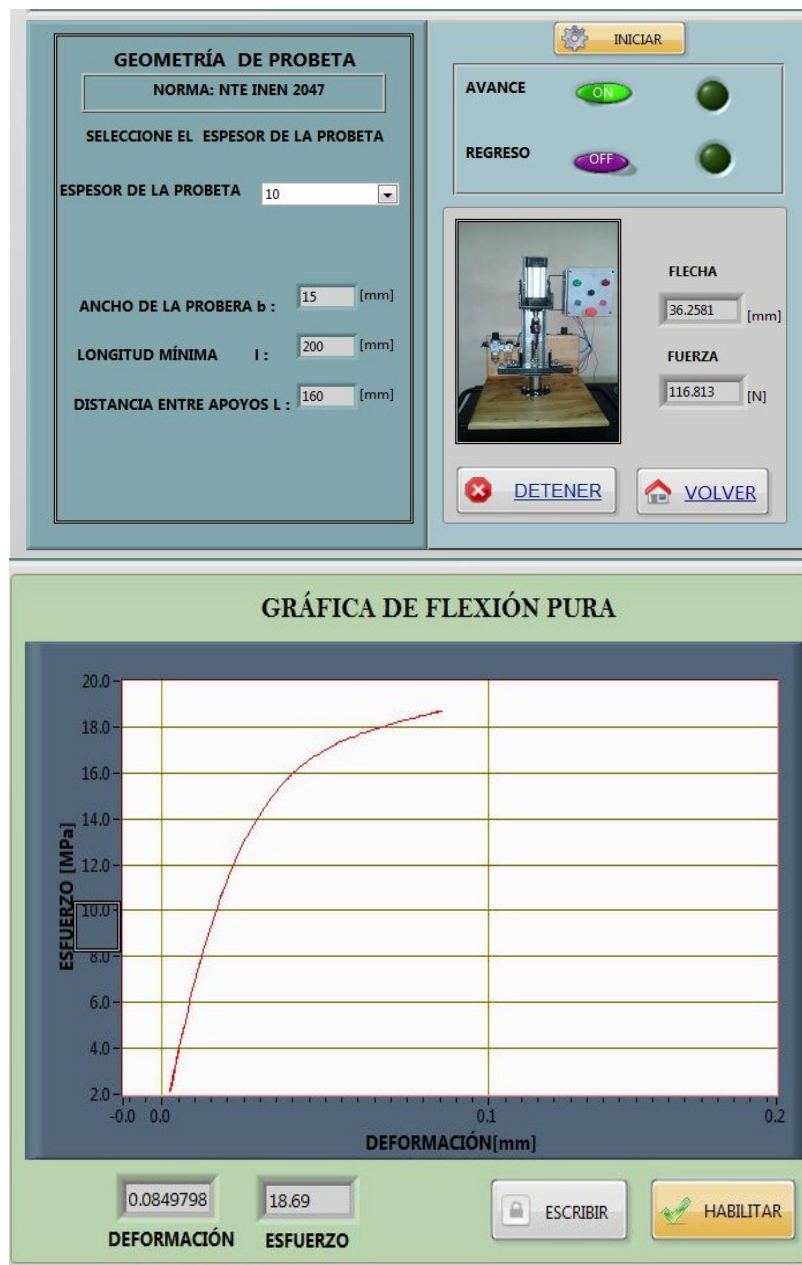 GEOMETRÍA DE PROBETA
NORMA: NTE INEN 2047
SELECCIONE EL ESPESOR DE LA PROBETA
ESPESOR DE LA PROBETA 10
ANCHO DE LA PROBERA b : 15 [mm]
LONGITUD MÍNIMA l : 200 [mm]
DISTANCIA ENTRE APOYOS L : 160 [mm]
INICIAR
AVANCE ON
REGRESO OFF
FLECHA
36.2581 [mm]
FUERZA
116.813 [N]
DETENER
VOLVER
GRÁFICA DE FLEXIÓN PURA
ESFUERZO [MPa]
20.0
18.0
16.0
14.0
12.0
10.0
8.0
6.0
4.0
2.0
-0.0 0.0 0.1 0.2
DEFORMACIÓN[mm]
0.0849798 18.69
DEFORMACIÓN ESFUERZO
ESCRIBIR
HABILITAR